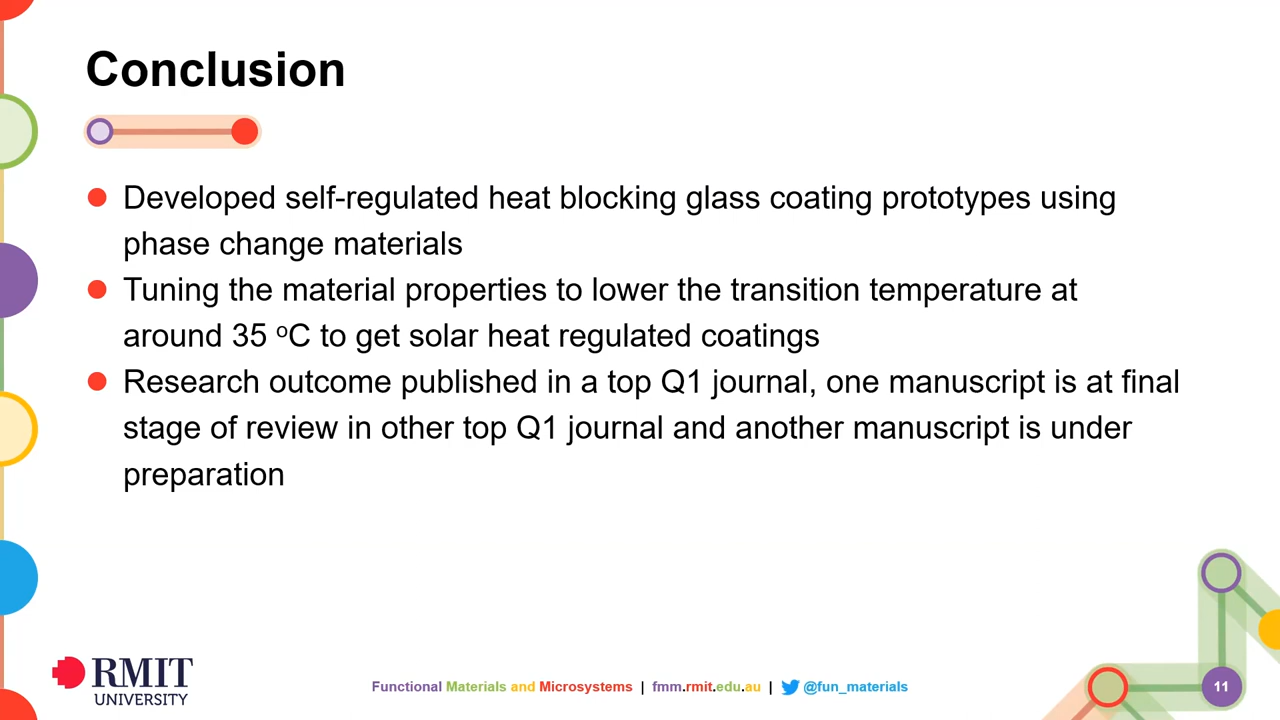 Conclusion
Developed self-regulated heat blocking glass coating prototypes using
phase change materials
Tuning the material properties to lower the transition temperature at
around 35 ºC to get solar heat regulated coatings
Research outcome published in a top Q1 journal, one manuscript is at final
stage of review in other top Q1 journal and another manuscript is under
preparation
RMIT
UNIVERSITY
Functional Materials and Microsystems | fmm.rmit.edu.au | @fun_materials
11